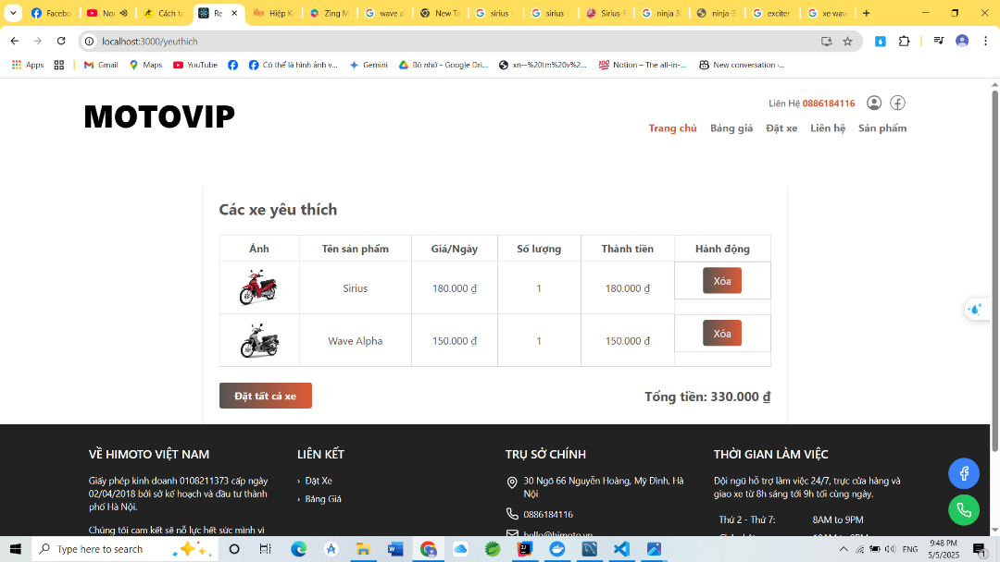 Facebo
Nor
Cách tạ
Re
Hiệp Ki
Zing M
wave a
New Ta
sirius -
sirius -
Sirius-F
ninja 30
ninja-3
exciter
xe wav
localhost:3000/yeuthich
Apps
Gmail
Maps
YouTube
Có thể là hình ảnh v...
Gemini
Bộ nhớ - Google Dri...
xn--%20tm%20v%2...
Notion – The all-in-...
New conversation -...
MOTOVIP
Liên Hệ 0886184116
Trang chủ Bảng giá Đặt xe Liên hệ Sản phẩm
Các xe yêu thích
Ảnh Tên sản phẩm Giá/Ngày Số lượng Thành tiền Hành động
Sirius 180.000 ₫ 1 180.000 ₫ Xóa
Wave Alpha 150.000 ₫ 1 150.000 ₫ Xóa
Đặt tất cả xe Tổng tiền: 330.000 ₫
VỀ HIMOTO VIỆT NAM
Giấy phép kinh doanh 0108211373 cấp ngày
02/04/2018 bởi sở kế hoạch và đầu tư thành
phố Hà Nội.
Chúng tôi cam kết sẽ nỗ lực hết sức mình vì
LIÊN KẾT
› Đặt Xe
› Bảng Giá
TRỤ SỞ CHÍNH
30 Ngõ 66 Nguyễn Hoàng, Mỹ Đình, Hà
Nội
0886184116
hello@himoto.vn
THỜI GIAN LÀM VIỆC
Đội ngũ hỗ trợ làm việc 24/7, trực cửa hàng và
giao xe từ 8h sáng tới 9h tối cùng ngày.
Thứ 2 - Thứ 7: 8AM to 9PM
Type here to search
ENG
9:48 PM
5/5/2025